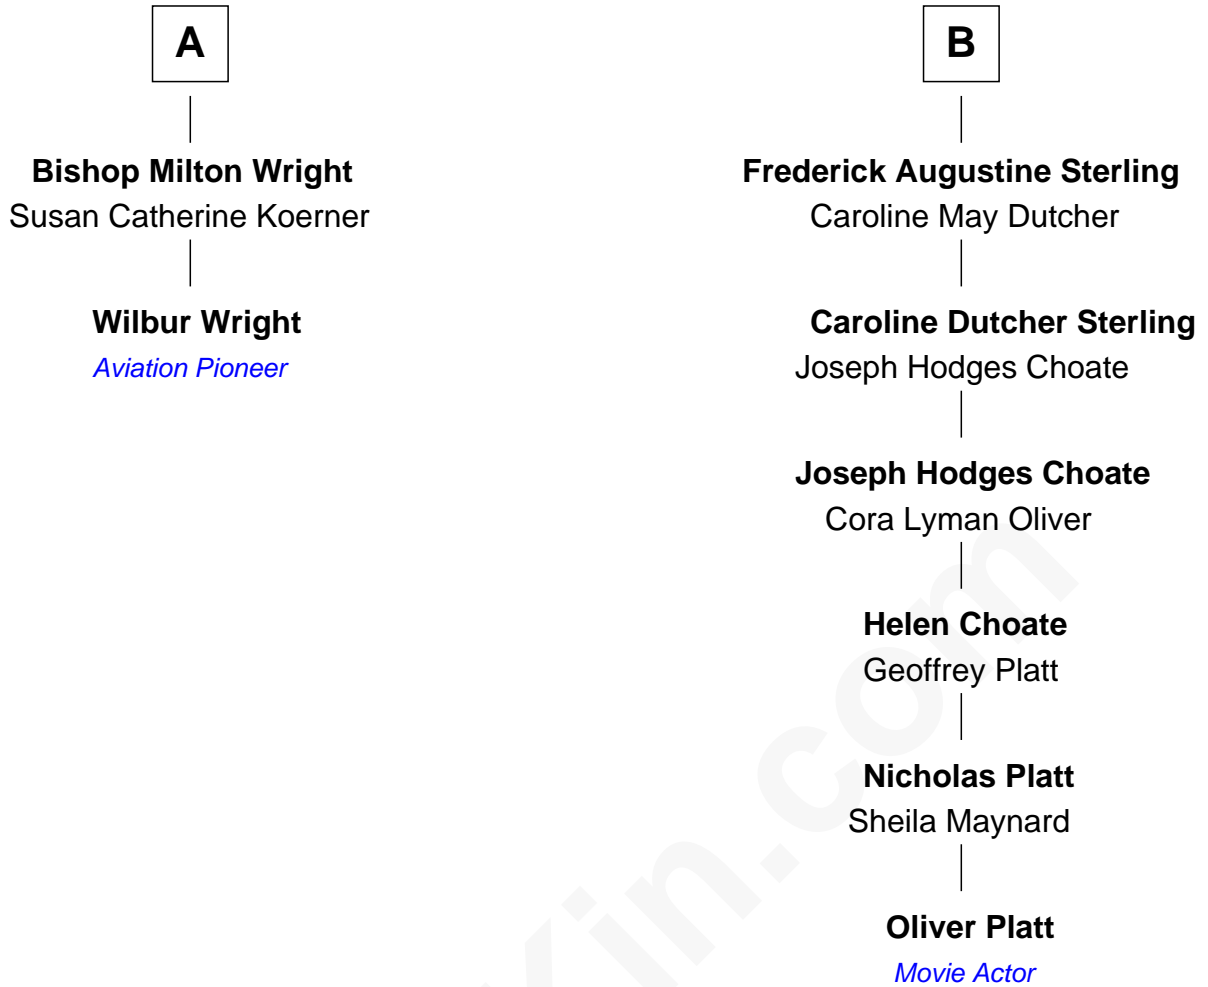 A
Bishop Milton Wright
Susan Catherine Koerner
Wilbur Wright
Aviation Pioneer
B
Frederick Augustine Sterling
Caroline May Dutcher
Caroline Dutcher Sterling
Joseph Hodges Choate
Joseph Hodges Choate
Cora Lyman Oliver
Helen Choate
Geoffrey Platt
Nicholas Platt
Sheila Maynard
Oliver Platt
Movie Actor
Kin.com